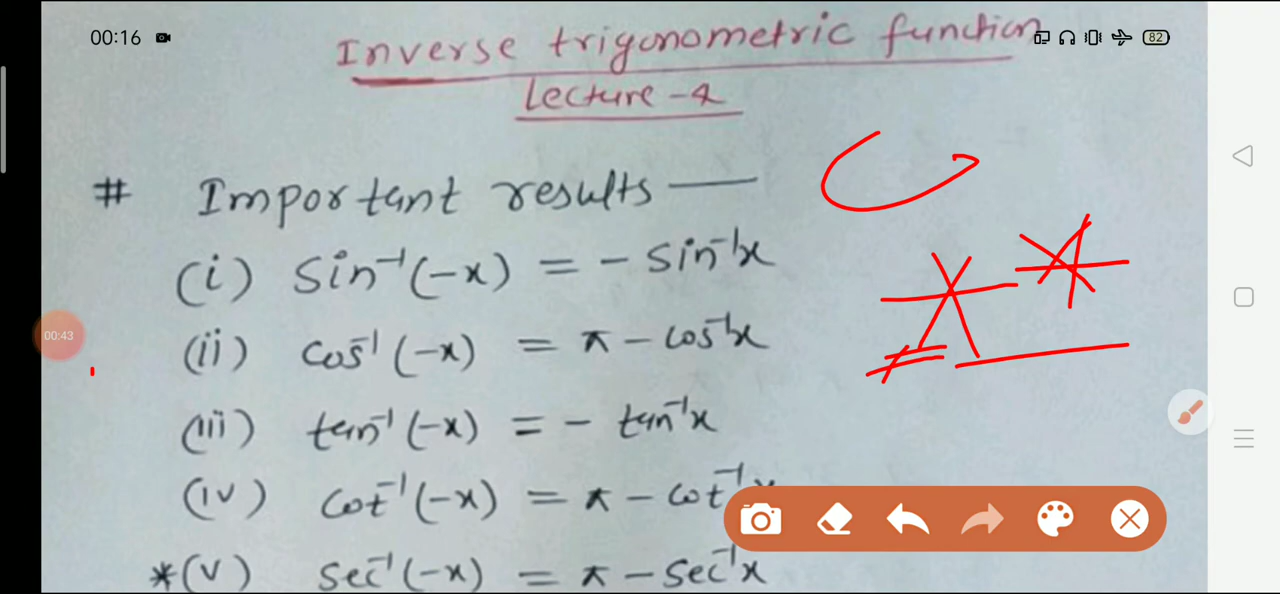 00:16
82
Inverse trigonometric function
Lecture-4
# Important results —
(i) Sin⁻¹(-x) = - Sin⁻¹x
(ii) Cos⁻¹(-x) = π - Cos⁻¹x
00:43
(iii) tan⁻¹(-x) = - tan⁻¹x
(iv) Cot⁻¹(-x) = π - Cot⁻¹x
*(v) Sec⁻¹(-x) = π - Sec⁻¹x